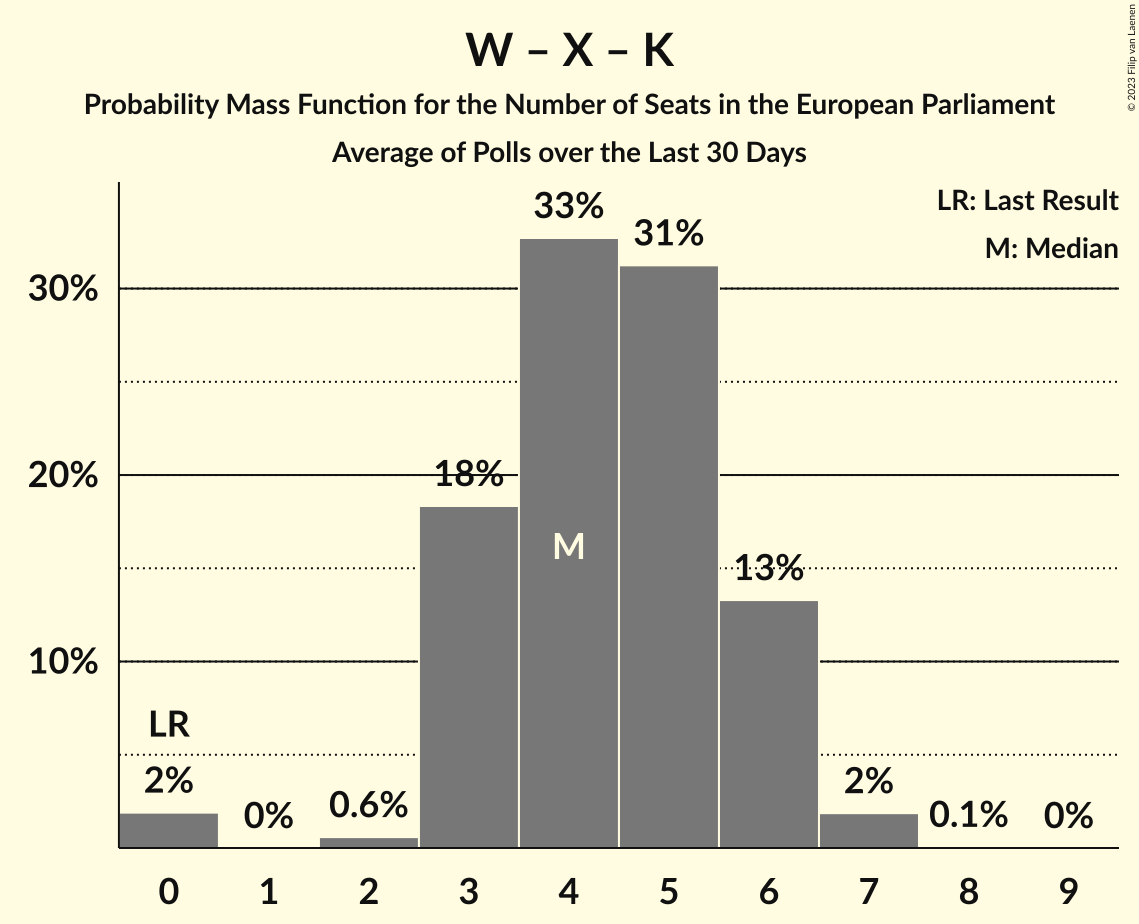 W – X – K
Probability Mass Function for the Number of Seats in the European Parliament
Average of Polls over the Last 30 Days
© 2023 Filip van Laenen
LR: Last Result
M: Median
33%
31%
30%
18%
20%
M
13%
10%
LR
2%
0%
0.6%
2%
0.1%
0%
0 1 2 3 4 5 6 7 8 9